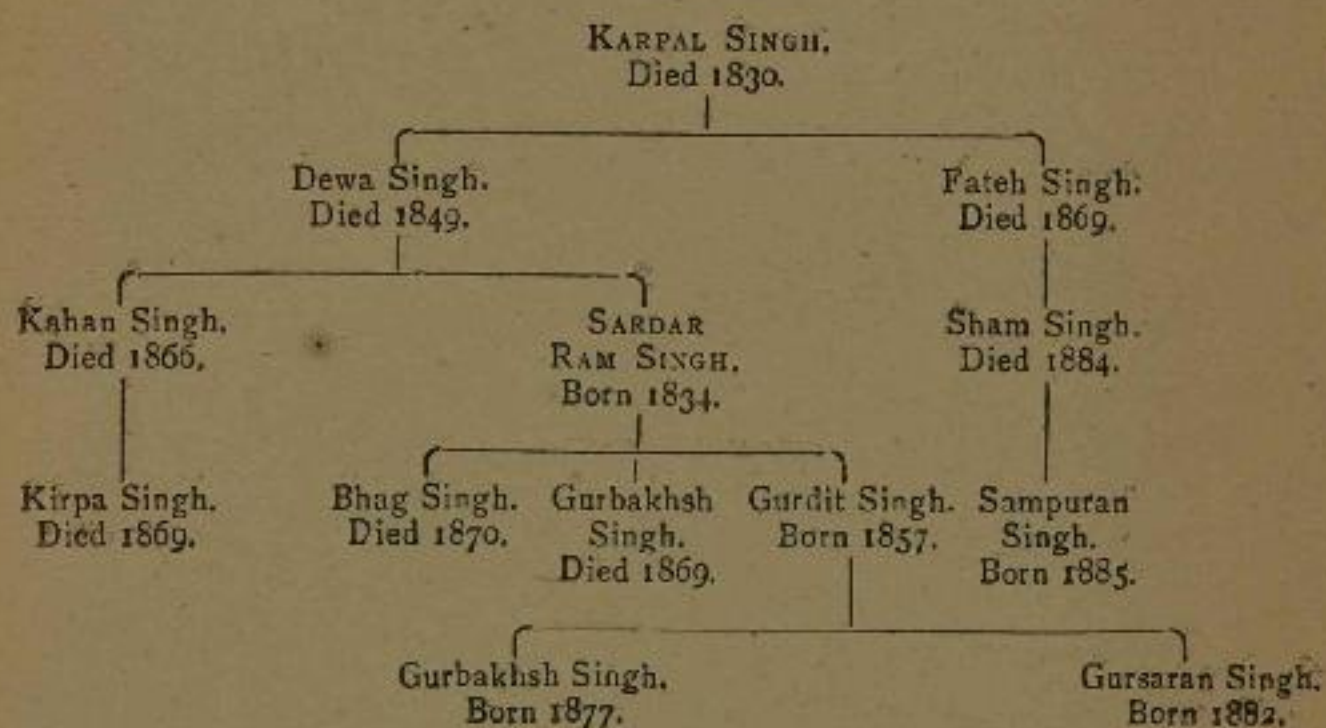 KARPAL SINGH.
Died 1830.
Dewa Singh.
Died 1849.
Fateh Singh.
Died 1869.
Kahan Singh.
Died 1866.
SARDAR
RAM SINGH.
Born 1834.
Sham Singh.
Died 1884.
Kirpa Singh.
Died 1869.
Bhag Singh.
Died 1870.
Gurbakhsh
Singh.
Died 1869.
Gurdit Singh.
Born 1857.
Sampuran
Singh.
Born 1885.
Gurbakhsh Singh.
Born 1877.
Gursaran Singh.
Born 1882.